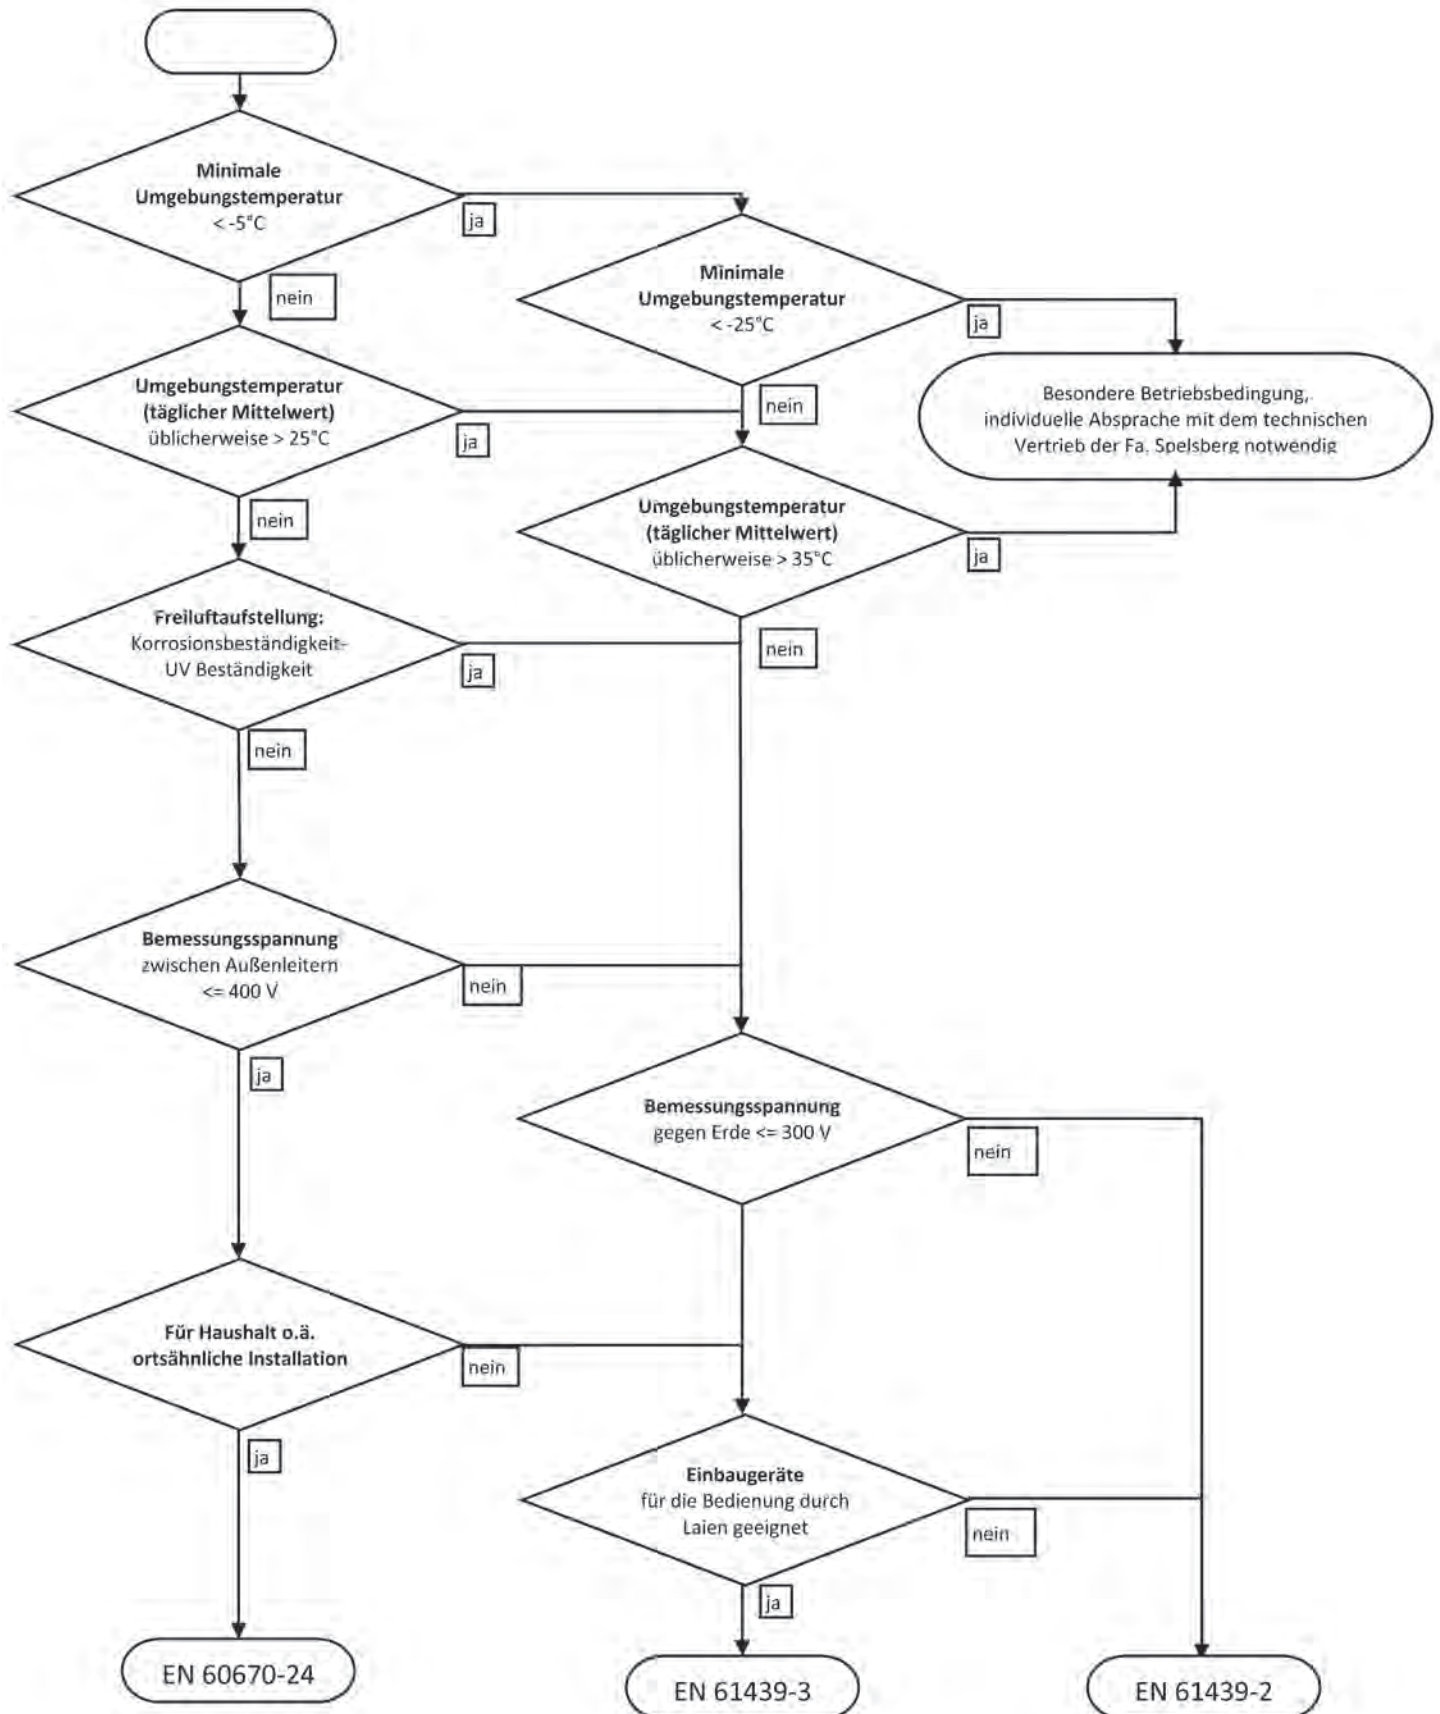 Minimale
Umgebungstemperatur
< -5°C
ja
nein
Minimale
Umgebungstemperatur
< -25°C
ja
nein
Besondere Betriebsbedingung,
individuelle Absprache mit dem technischen
Vertrieb der Fa. Spelsberg notwendig
Umgebungstemperatur
(täglicher Mittelwert)
üblicherweise > 25°C
ja
nein
Umgebungstemperatur
(täglicher Mittelwert)
üblicherweise > 35°C
ja
nein
Freiluftaufstellung:
Korrosionsbeständigkeit-
UV Beständigkeit
ja
nein
Bemessungsspannung
zwischen Außenleitern
<= 400 V
nein
ja
Bemessungsspannung
gegen Erde <= 300 V
nein
Für Haushalt o.ä.
ortsähnliche Installation
nein
ja
Einbaugeräte
für die Bedienung durch
Laien geeignet
nein
ja
EN 60670-24
EN 61439-3
EN 61439-2